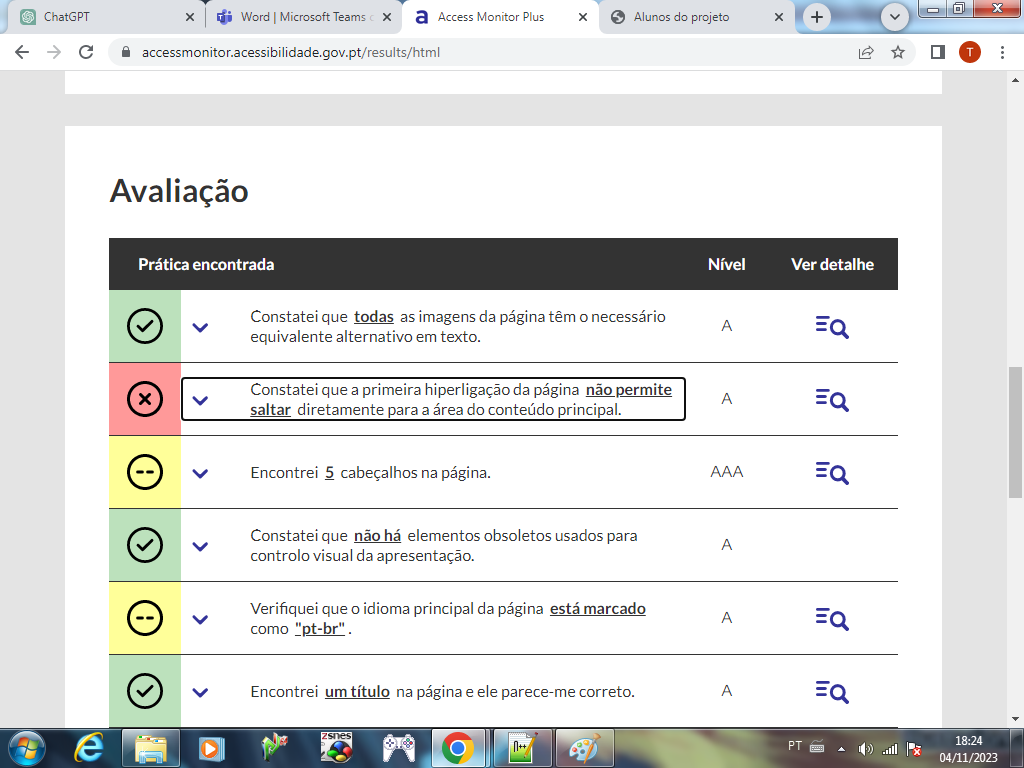 ChatGPT
Word | Microsoft Teams
Access Monitor Plus
Alunos do projeto
accessmonitor.acessibilidade.gov.pt/results/html
T
Avaliação
Prática encontrada
Nível
Ver detalhe
Constatei que todas as imagens da página têm o necessário
equivalente alternativo em texto.
A
Constatei que a primeira hiperligação da página não permite
saltar diretamente para a área do conteúdo principal.
A
Encontrei 5 cabeçalhos na página.
AAA
Constatei que não há elementos obsoletos usados para
controlo visual da apresentação.
A
Verifiquei que o idioma principal da página está marcado
como "pt-br" .
A
Encontrei um título na página e ele parece-me correto.
A
ZSNES
PT
18:24
04/11/2023